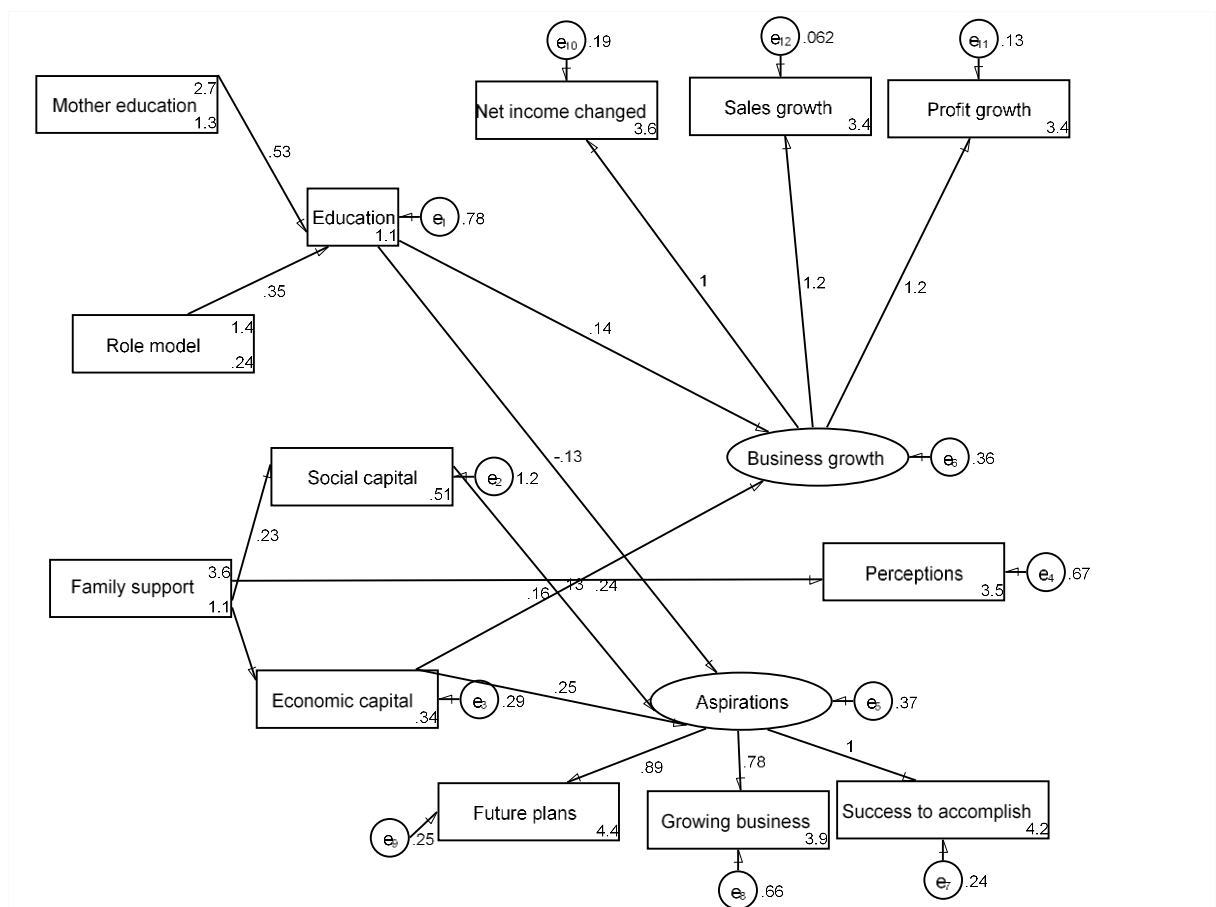 e10 .19
e12 .062
e11 .13
2.7
Mother education
1.3
Net income changed
3.6
Sales growth
3.4
Profit growth
3.4
.53
Education
1.1
e1 .78
.35
1.4
Role model
.24
1
1.2
1.2
.14
-.13
Social capital
.51
e2 1.2
Business growth
e6 .36
.23
3.6
Family support
1.1
.16
.13
.24
Perceptions
3.5
e4 .67
Economic capital
.34
e3 .29
.25
Aspirations
e5 .37
.89
.78
1
Future plans
4.4
e9 .25
Growing business
3.9
e8 .66
Success to accomplish
4.2
e7 .24